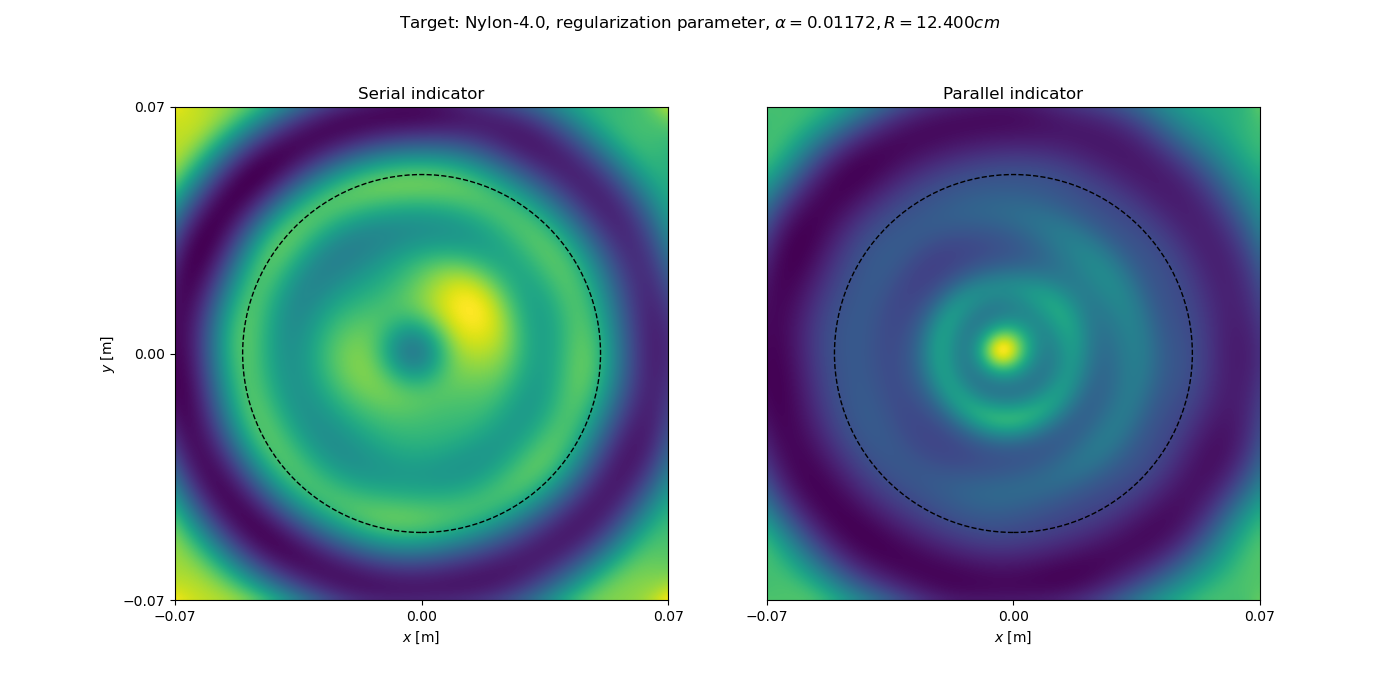 Target: Nylon-4.0, regularization parameter, α = 0.01172, R = 12.400cm
Serial indicator
Parallel indicator
0.07
0.00
−0.07
y [m]
−0.07
0.00
0.07
x [m]
−0.07
0.00
0.07
x [m]